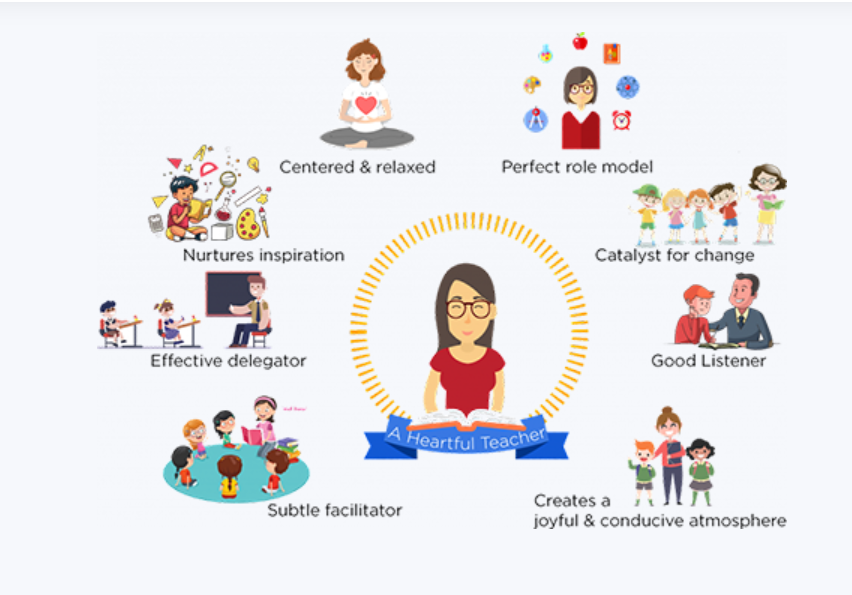 Centered & relaxed
Perfect role model
Nurtures inspiration
Catalyst for change
Effective delegator
Good Listener
A Heartful Teacher
Subtle facilitator
Creates a
joyful & conducive atmosphere